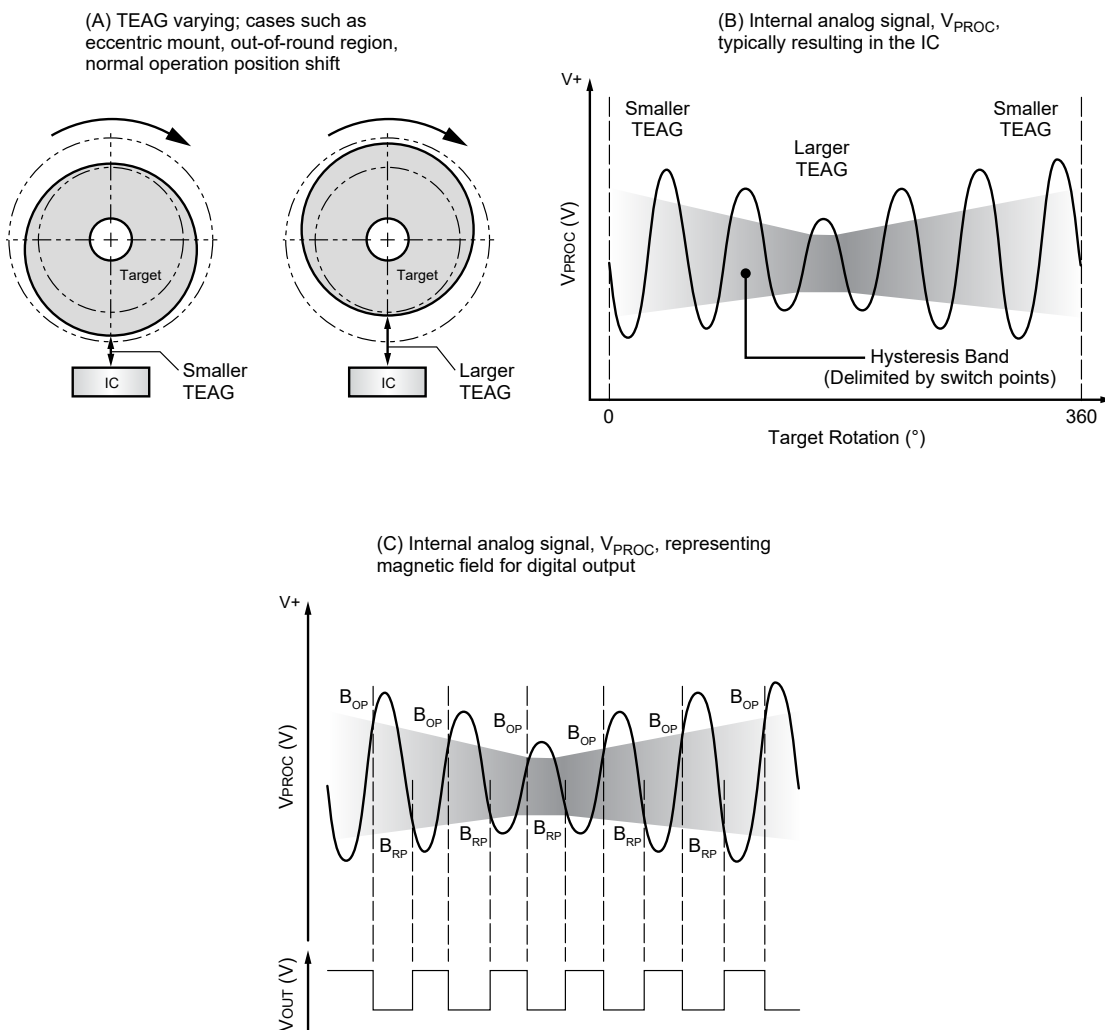 (A) TEAG varying; cases such as
eccentric mount, out-of-round region,
normal operation position shift
Target
IC
Smaller
TEAG
Target
IC
Larger
TEAG
(B) Internal analog signal, VPROC,
typically resulting in the IC
V+
VPROC (V)
Smaller
TEAG
Larger
TEAG
Smaller
TEAG
Hysteresis Band
(Delimited by switch points)
0
360
Target Rotation (°)
(C) Internal analog signal, VPROC, representing
magnetic field for digital output
V+
VPROC (V)
BOP
BOP
BOP
BOP
BOP
BOP
BRP
BRP
BRP
BRP
BRP
VOUT (V)